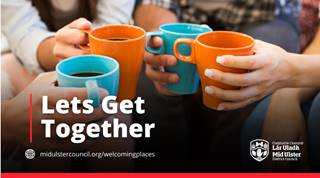 Lets Get
Together
midulstercouncil.org/welcomingplaces
Comhairle Ceantair
Lár Uladh
Mid Ulster
District Council